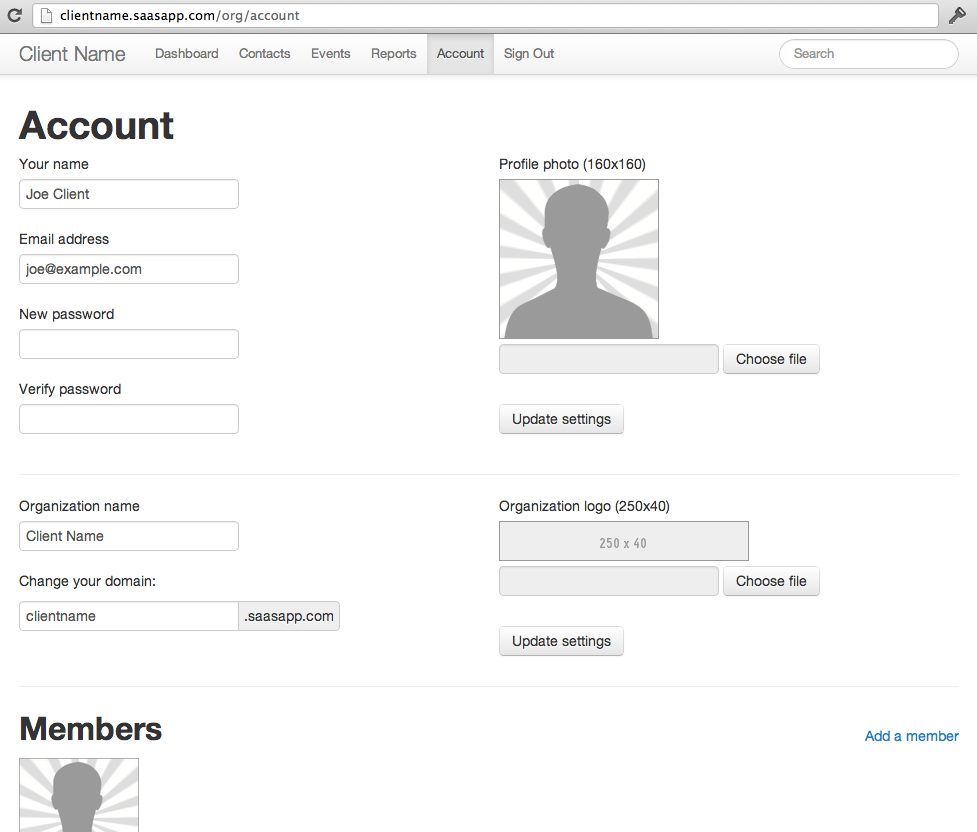 clientname.saasapp.com/org/account
Client Name Dashboard Contacts Events Reports Account Sign Out Search
Account
Your name
Joe Client
Email address
joe@example.com
New password
Verify password
Profile photo (160x160)
Choose file
Update settings
Organization name
Client Name
Change your domain:
clientname .saasapp.com
Organization logo (250x40)
250 x 40
Choose file
Update settings
Members
Add a member